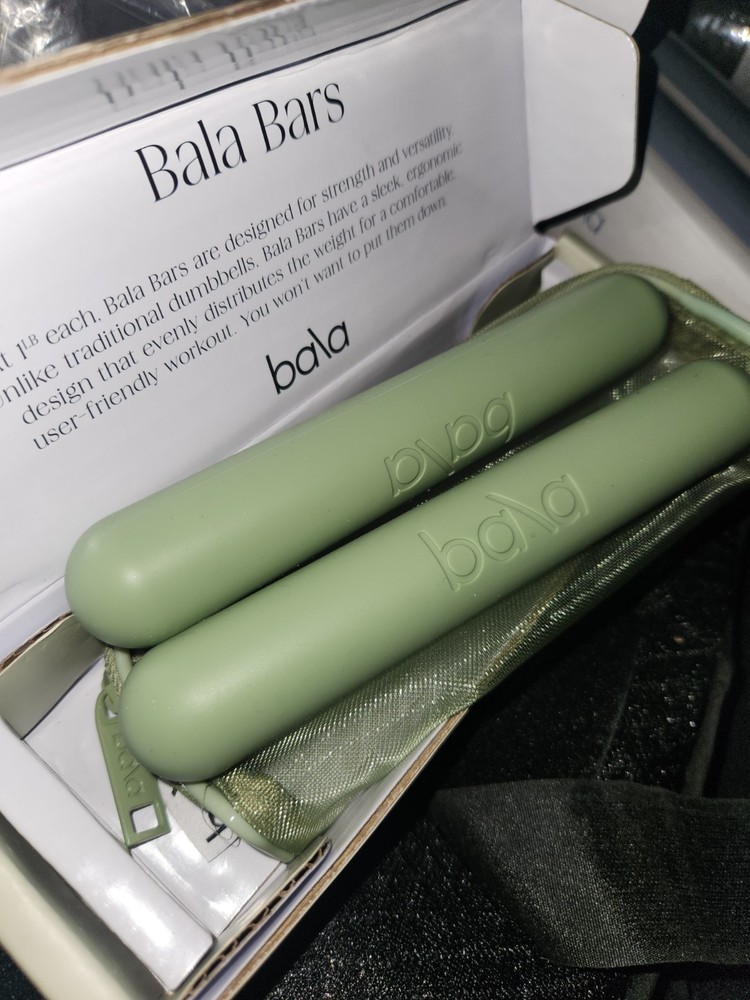 Bala Bars
t 1LB each, Bala Bars are designed for strength and versatility.
nlike traditional dumbbells, Bala Bars have a sleek, ergonomic
design that evenly distributes the weight for a comfortable,
user-friendly workout. You won't want to put them down.
bala
bala
bala
bala